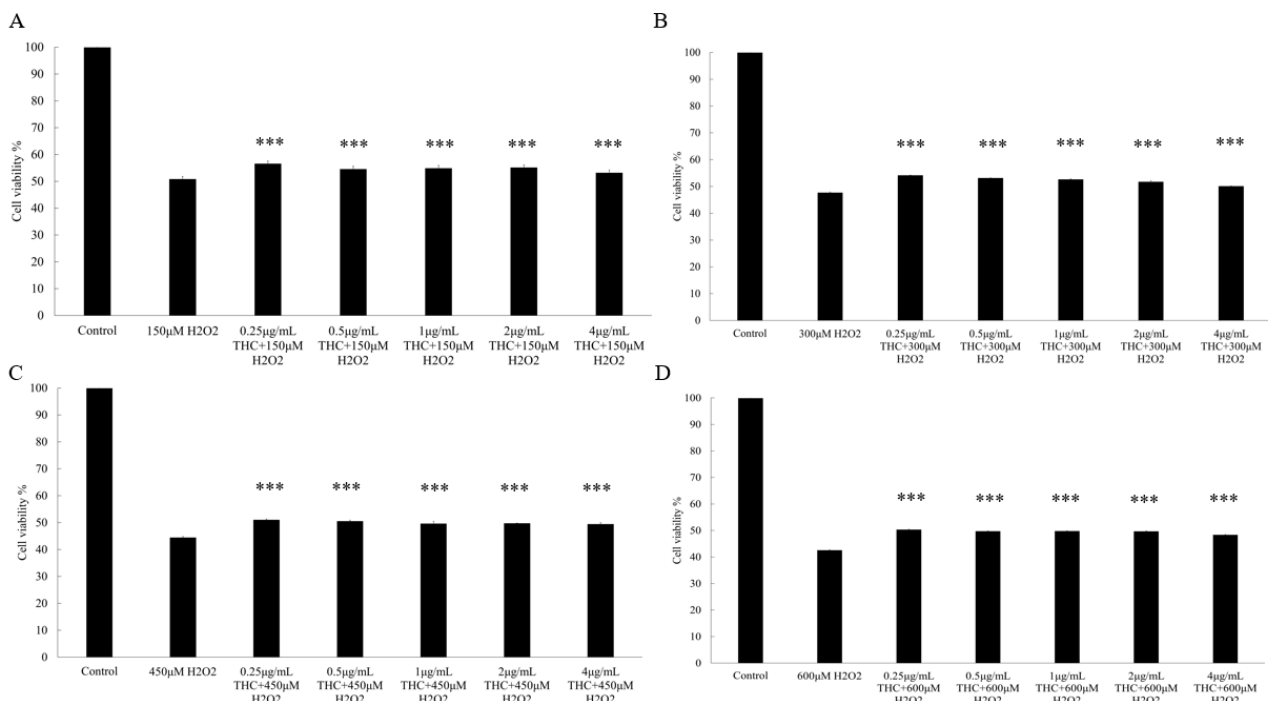 A
Cell viability %
100
90
80
70
60
50
40
30
20
10
0
*** *** *** *** ***
Control 150μM H2O2 0.25μg/mL 0.5μg/mL 1μg/mL 2μg/mL 4μg/mL
THC+150μM THC+150μM THC+150μM THC+150μM THC+150μM
H2O2 H2O2 H2O2 H2O2 H2O2
B
Cell viability %
100
90
80
70
60
50
40
30
20
10
0
*** *** *** *** ***
Control 300μM H2O2 0.25μg/mL 0.5μg/mL 1μg/mL 2μg/mL 4μg/mL
THC+300μM THC+300μM THC+300μM THC+300μM THC+300μM
H2O2 H2O2 H2O2 H2O2 H2O2
C
Cell viability %
100
90
80
70
60
50
40
30
20
10
0
*** *** *** *** ***
Control 450μM H2O2 0.25μg/mL 0.5μg/mL 1μg/mL 2μg/mL 4μg/mL
THC+450μM THC+450μM THC+450μM THC+450μM THC+450μM
H2O2 H2O2 H2O2 H2O2 H2O2
D
Cell viability %
100
90
80
70
60
50
40
30
20
10
0
*** *** *** *** ***
Control 600μM H2O2 0.25μg/mL 0.5μg/mL 1μg/mL 2μg/mL 4μg/mL
THC+600μM THC+600μM THC+600μM THC+600μM THC+600μM
H2O2 H2O2 H2O2 H2O2 H2O2